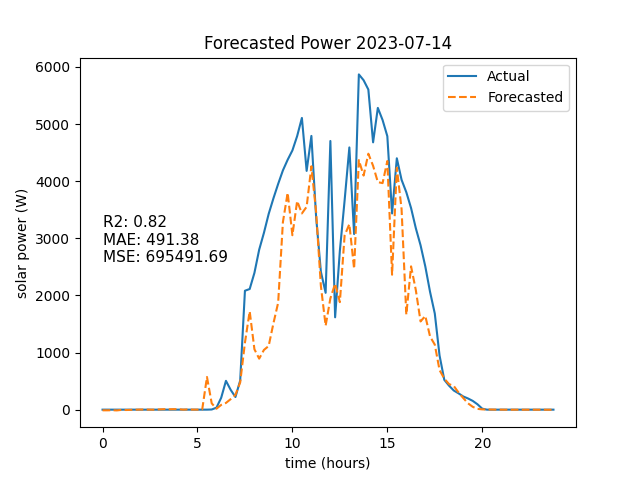 Forecasted Power 2023-07-14
Actual
Forecasted
R2: 0.82
MAE: 491.38
MSE: 695491.69
solar power (W)
6000
5000
4000
3000
2000
1000
0
0 5 10 15 20
time (hours)